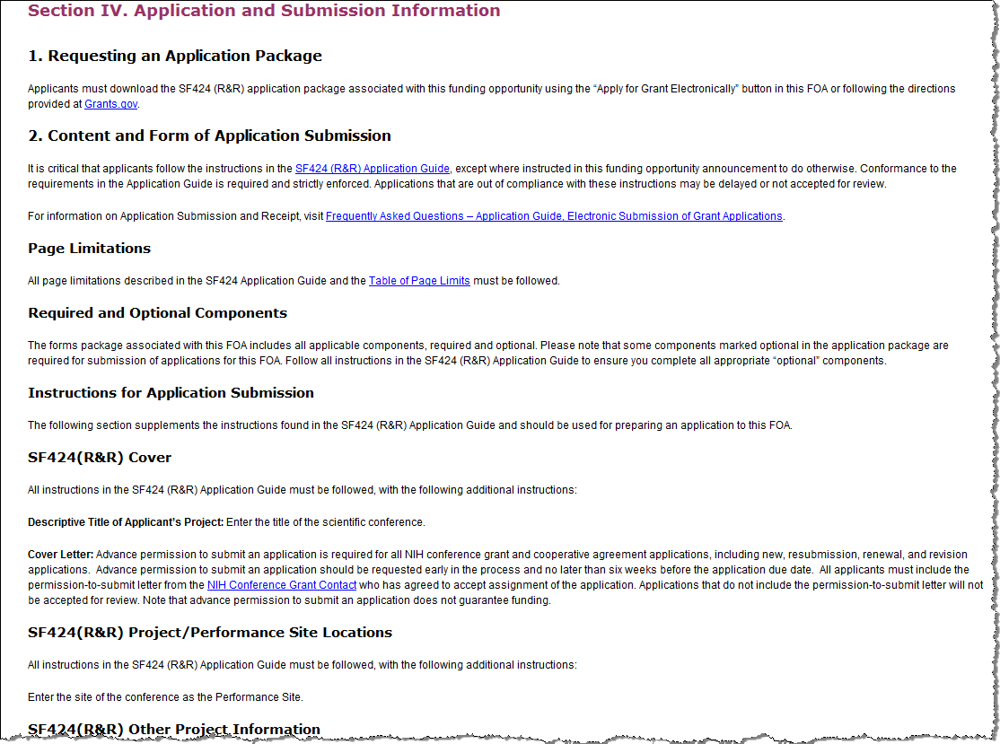 Section IV. Application and Submission Information
1. Requesting an Application Package
Applicants must download the SF424 (R&R) application package associated with this funding opportunity using the “Apply for Grant Electronically” button in this FOA or following the directions
provided at Grants.gov.
2. Content and Form of Application Submission
It is critical that applicants follow the instructions in the SF424 (R&R) Application Guide, except where instructed in this funding opportunity announcement to do otherwise. Conformance to the
requirements in the Application Guide is required and strictly enforced. Applications that are out of compliance with these instructions may be delayed or not accepted for review.
For information on Application Submission and Receipt, visit Frequently Asked Questions – Application Guide, Electronic Submission of Grant Applications.
Page Limitations
All page limitations described in the SF424 Application Guide and the Table of Page Limits must be followed.
Required and Optional Components
The forms package associated with this FOA includes all applicable components, required and optional. Please note that some components marked optional in the application package are
required for submission of applications for this FOA. Follow all instructions in the SF424 (R&R) Application Guide to ensure you complete all appropriate “optional” components.
Instructions for Application Submission
The following section supplements the instructions found in the SF424 (R&R) Application Guide and should be used for preparing an application to this FOA.
SF424(R&R) Cover
All instructions in the SF424 (R&R) Application Guide must be followed, with the following additional instructions:
Descriptive Title of Applicant’s Project: Enter the title of the scientific conference.
Cover Letter: Advance permission to submit an application is required for all NIH conference grant and cooperative agreement applications, including new, resubmission, renewal, and revision
applications. Advance permission to submit an application should be requested early in the process and no later than six weeks before the application due date. All applicants must include the
permission-to-submit letter from the NIH Conference Grant Contact who has agreed to accept assignment of the application. Applications that do not include the permission-to-submit letter will not
be accepted for review. Note that advance permission to submit an application does not guarantee funding.
SF424(R&R) Project/Performance Site Locations
All instructions in the SF424 (R&R) Application Guide must be followed, with the following additional instructions:
Enter the site of the conference as the Performance Site.
SF424(R&R) Other Project Information